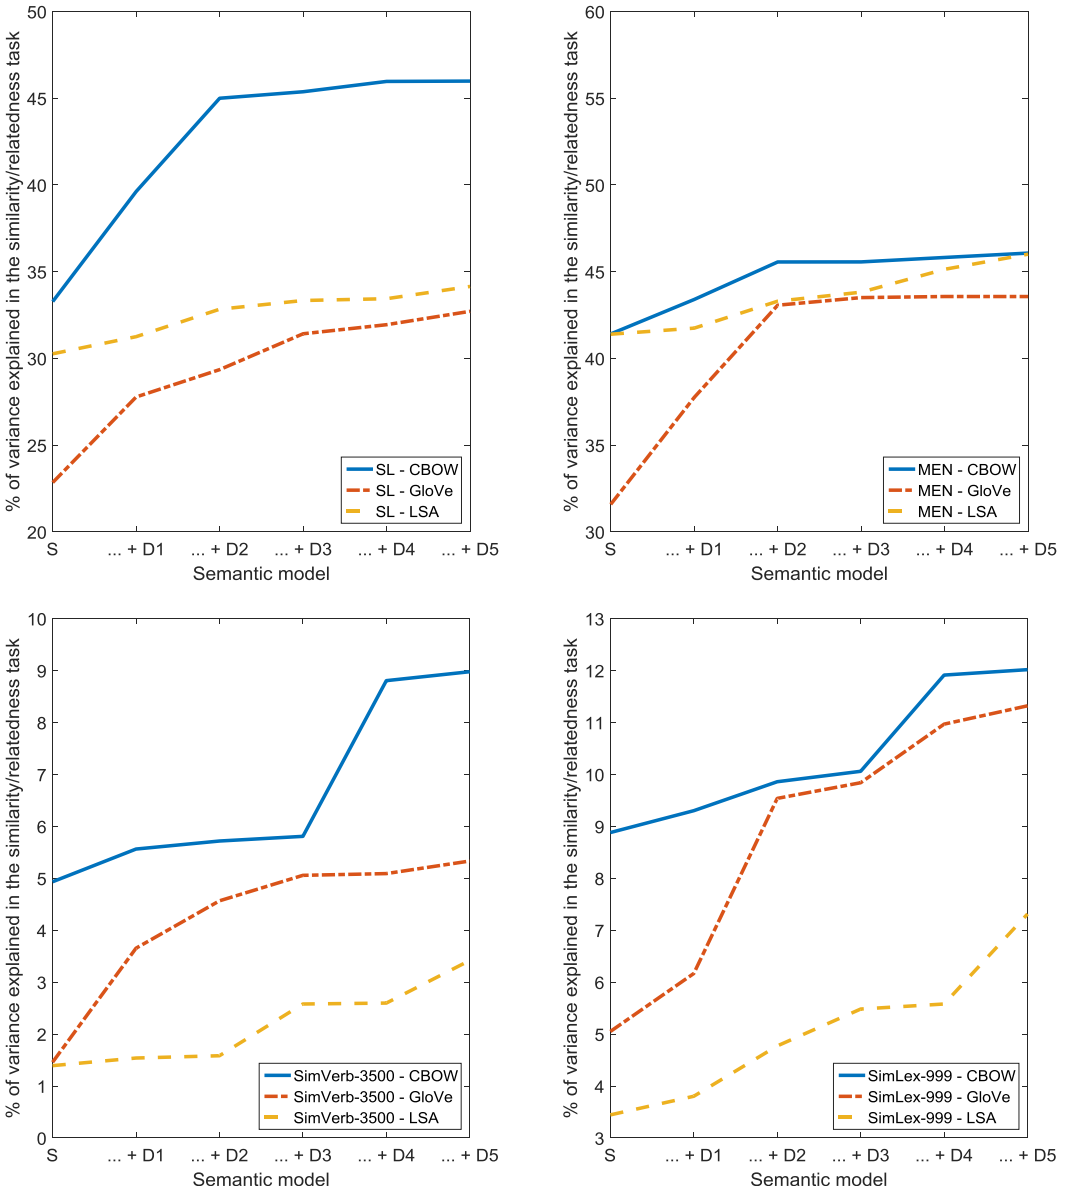 % of variance explained in the similarity/relatedness task
50
45
40
35
30
25
20
SL - CBOW
SL - GloVe
SL - LSA
S ... + D1 ... + D2 ... + D3 ... + D4 ... + D5
Semantic model
% of variance explained in the similarity/relatedness task
60
55
50
45
40
35
30
MEN - CBOW
MEN - GloVe
MEN - LSA
S ... + D1 ... + D2 ... + D3 ... + D4 ... + D5
Semantic model
% of variance explained in the similarity/relatedness task
10
9
8
7
6
5
4
3
2
1
0
SimVerb-3500 - CBOW
SimVerb-3500 - GloVe
SimVerb-3500 - LSA
S ... + D1 ... + D2 ... + D3 ... + D4 ... + D5
Semantic model
% of variance explained in the similarity/relatedness task
13
12
11
10
9
8
7
6
5
4
3
SimLex-999 - CBOW
SimLex-999 - GloVe
SimLex-999 - LSA
S ... + D1 ... + D2 ... + D3 ... + D4 ... + D5
Semantic model